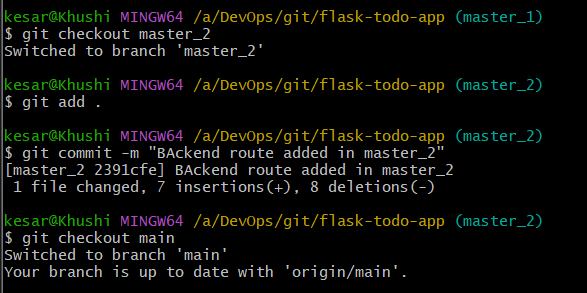 kesar@Khushi MINGW64 /a/DevOps/git/flask-todo-app (master_1)
$ git checkout master_2
Switched to branch 'master_2'
kesar@Khushi MINGW64 /a/DevOps/git/flask-todo-app (master_2)
$ git add .
kesar@Khushi MINGW64 /a/DevOps/git/flask-todo-app (master_2)
$ git commit -m "BAckend route added in master_2"
[master_2 2391cfe] BAckend route added in master_2
 1 file changed, 7 insertions(+), 8 deletions(-)
kesar@Khushi MINGW64 /a/DevOps/git/flask-todo-app (master_2)
$ git checkout main
Switched to branch 'main'
Your branch is up to date with 'origin/main'.